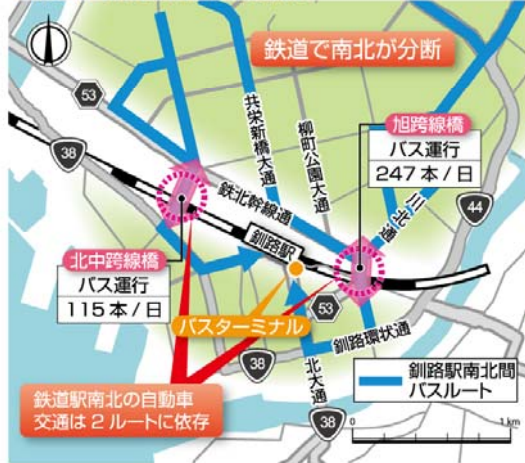 鉄道で南北が分断
53
38
共栄新橋大通
柳町公園大通
旭跨線橋
バス運行
247本/日
鉄北幹線通
川北通
44
釧路駅
北中跨線橋
バス運行
115本/日
バスターミナル
53
釧路環状通
38
北大通
鉄道駅南北の自動車
交通は2ルートに依存
38
釧路駅南北間
バスルート
0
1km